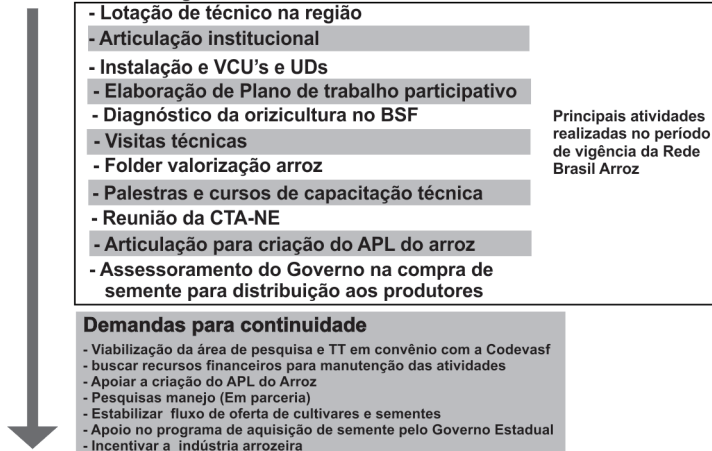 - Lotação de técnico na região
- Articulação institucional
- Instalação e VCU's e UDs
- Elaboração de Plano de trabalho participativo
- Diagnóstico da orizicultura no BSF
- Visitas técnicas
- Folder valorização arroz
- Palestras e cursos de capacitação técnica
- Reunião da CTA-NE
- Articulação para criação do APL do arroz
- Assessoramento do Governo na compra de
semente para distribuição aos produtores
Principais atividades
realizadas no período
de vigência da Rede
Brasil Arroz
Demandas para continuidade
- Viabilização da área de pesquisa e TT em convênio com a Codevasf
- buscar recursos financeiros para manutenção das atividades
- Apoiar a criação do APL do Arroz
- Pesquisas manejo (Em parceria)
- Estabilizar fluxo de oferta de cultivares e sementes
- Apoio no programa de aquisição de semente pelo Governo Estadual
- Incentivar a indústria arrozeira